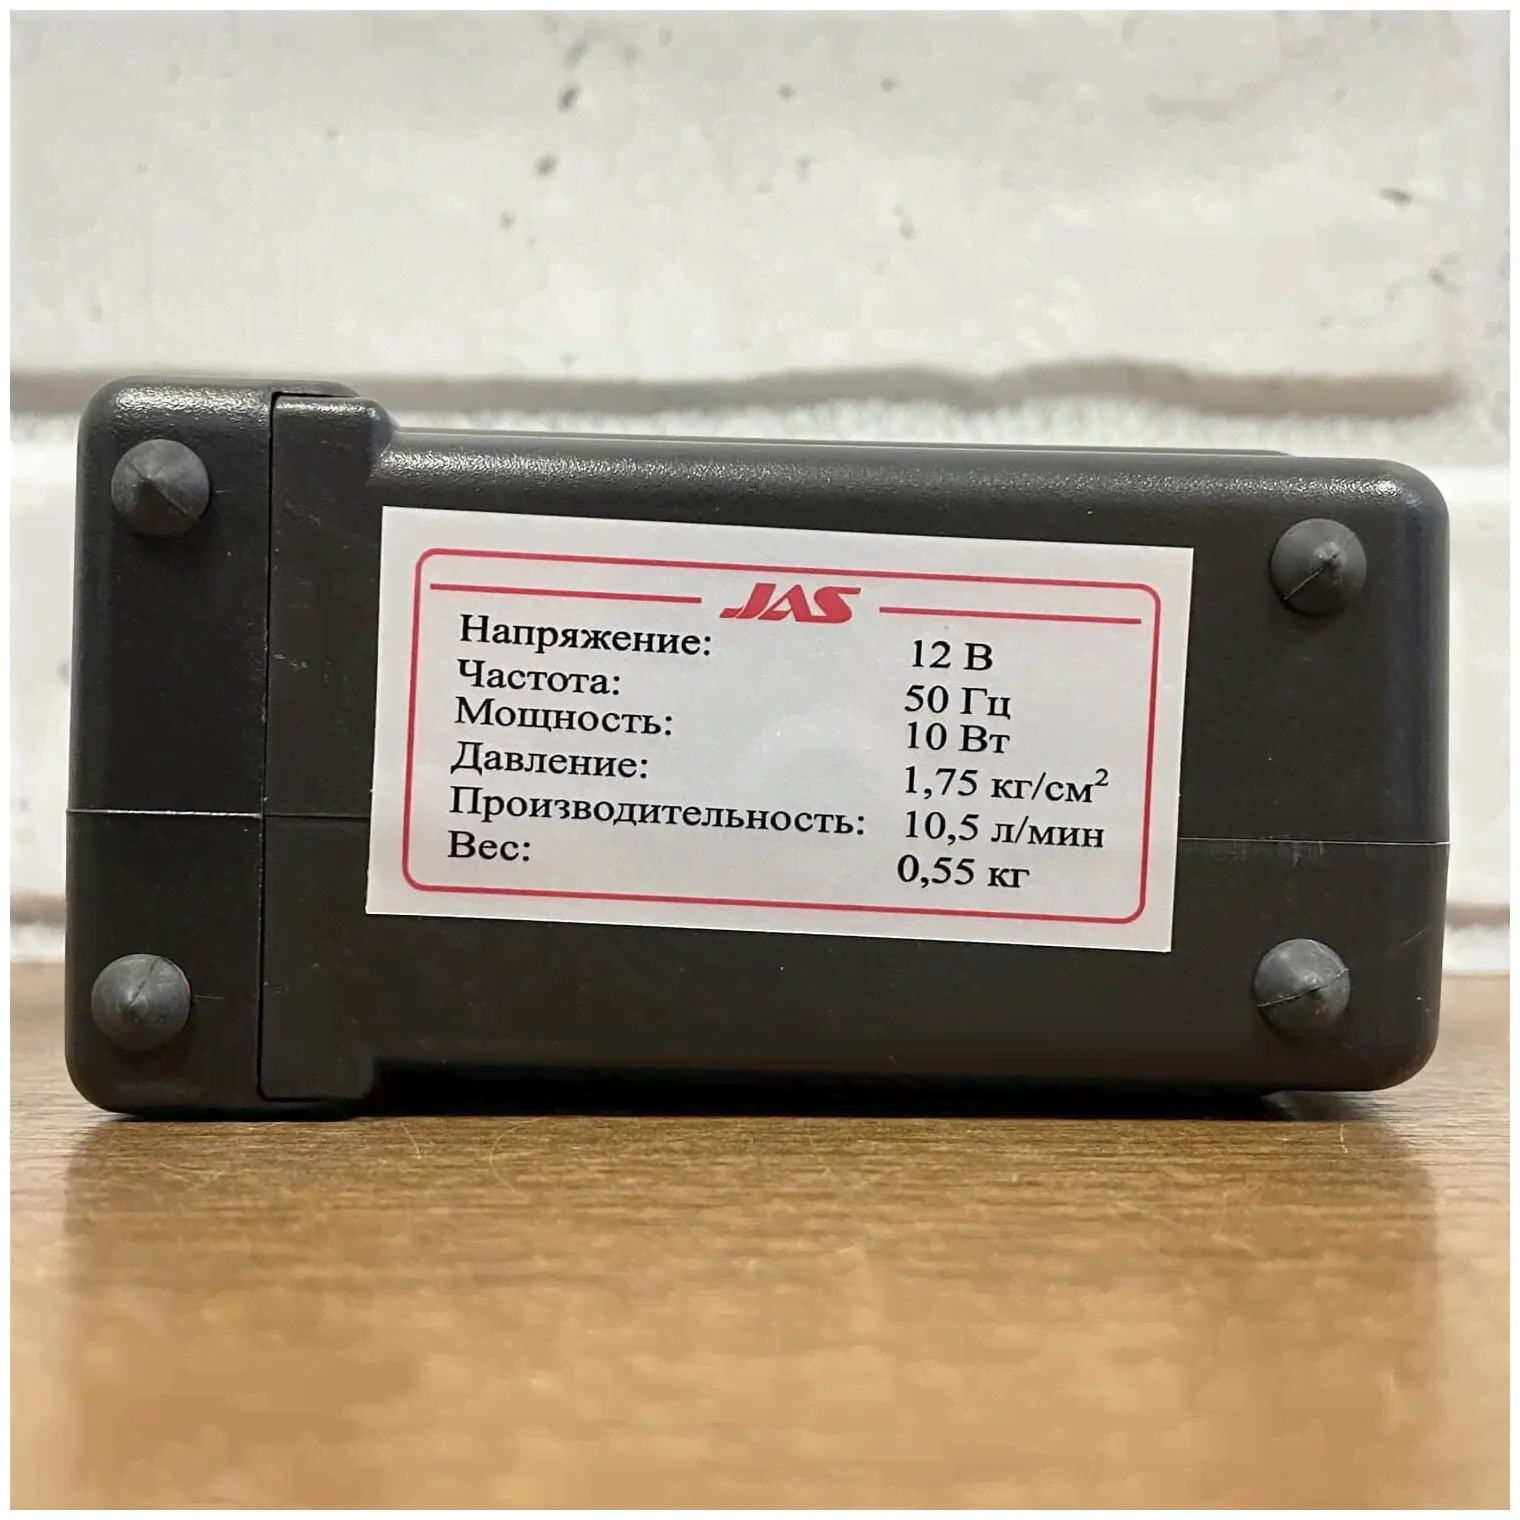 JAS
Напряжение: 12 В
Частота: 50 Гц
Мощность: 10 Вт
Давление: 1,75 кг/см²
Производительность: 10,5 л/мин
Вес: 0,55 кг